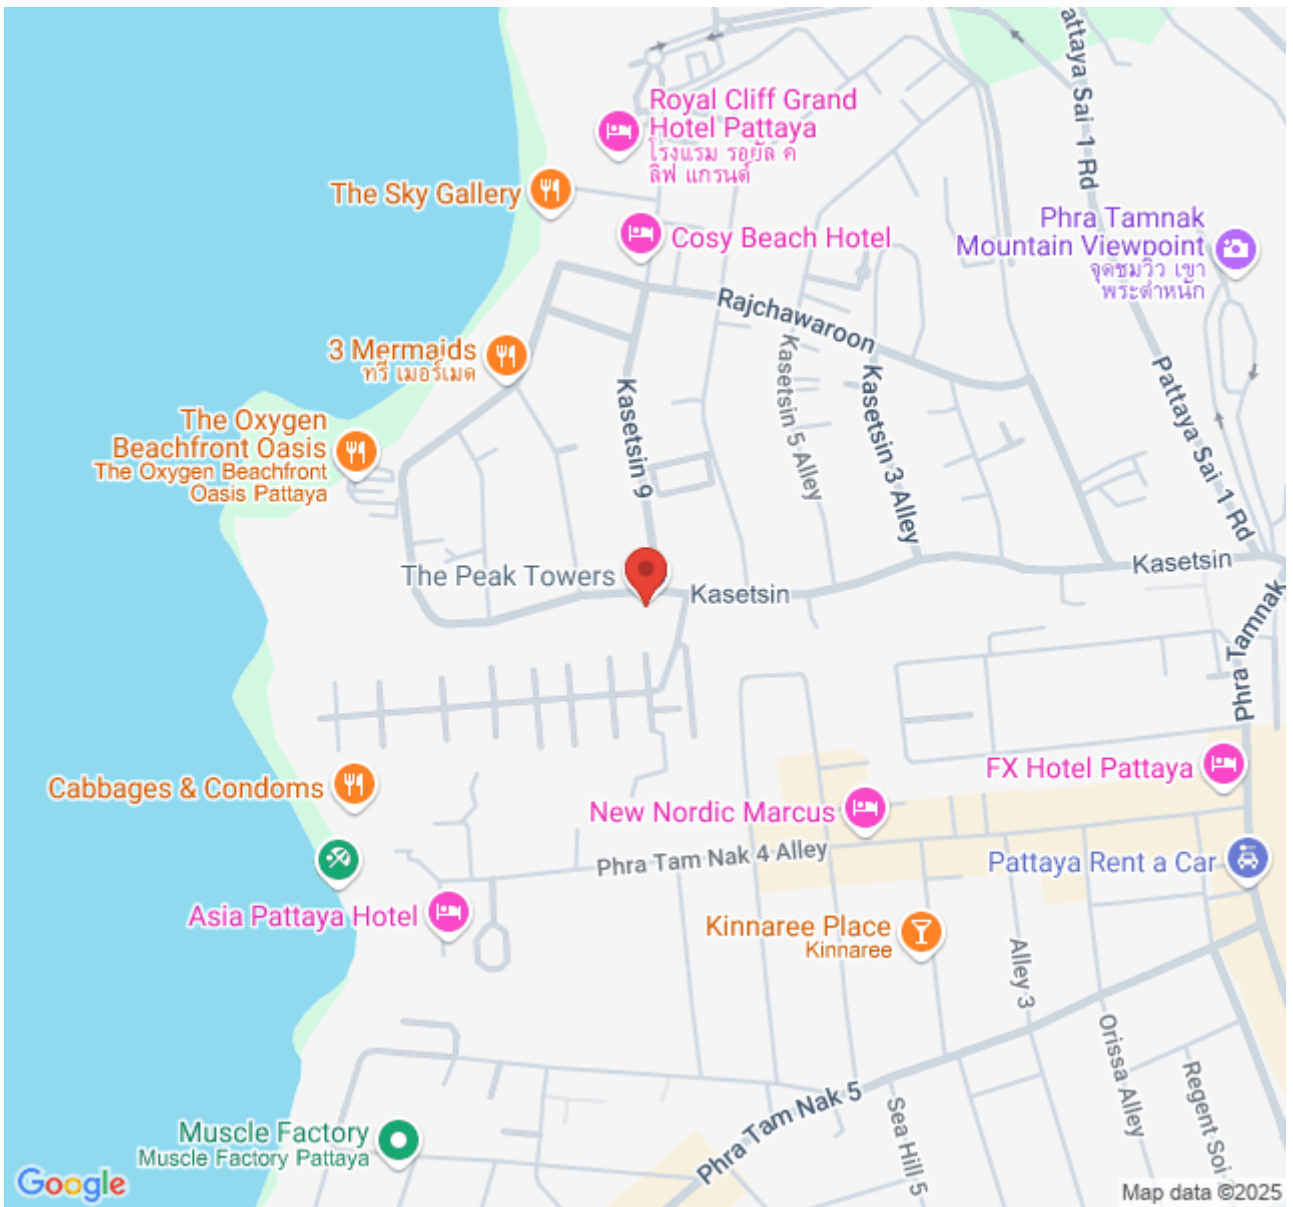 Royal Cliff Grand
Hotel Pattaya
โรงแรม รอยัล ค
ลิฟ แกรนด์
attaya Sai 1 Rd
The Sky Gallery
Cosy Beach Hotel
Phra Tamnak
Mountain Viewpoint
จุดชมวิว เขา
พระตำหนัก
Rajchawaroon
3 Mermaids
ทรี เมอร์เมด
Kasetsin 9
Kasetsin 5 Alley
Kasetsin 3 Alley
Pattaya Sai 1 Rd
The Oxygen
Beachfront Oasis
The Oxygen Beachfront
Oasis Pattaya
The Peak Towers
Kasetsin
Kasetsin
Phra Tamnak
Phra Tamnak
Cabbages & Condoms
FX Hotel Pattaya
New Nordic Marcus
Phra Tam Nak 4 Alley
Pattaya Rent a Car
Asia Pattaya Hotel
Kinnaree Place
Kinnaree
Alley 3
Orissa Alley
Regent Soi
Phra Tam Nak 5
Sea Hill 5
Muscle Factory
Muscle Factory Pattaya
Google
Map data ©2025